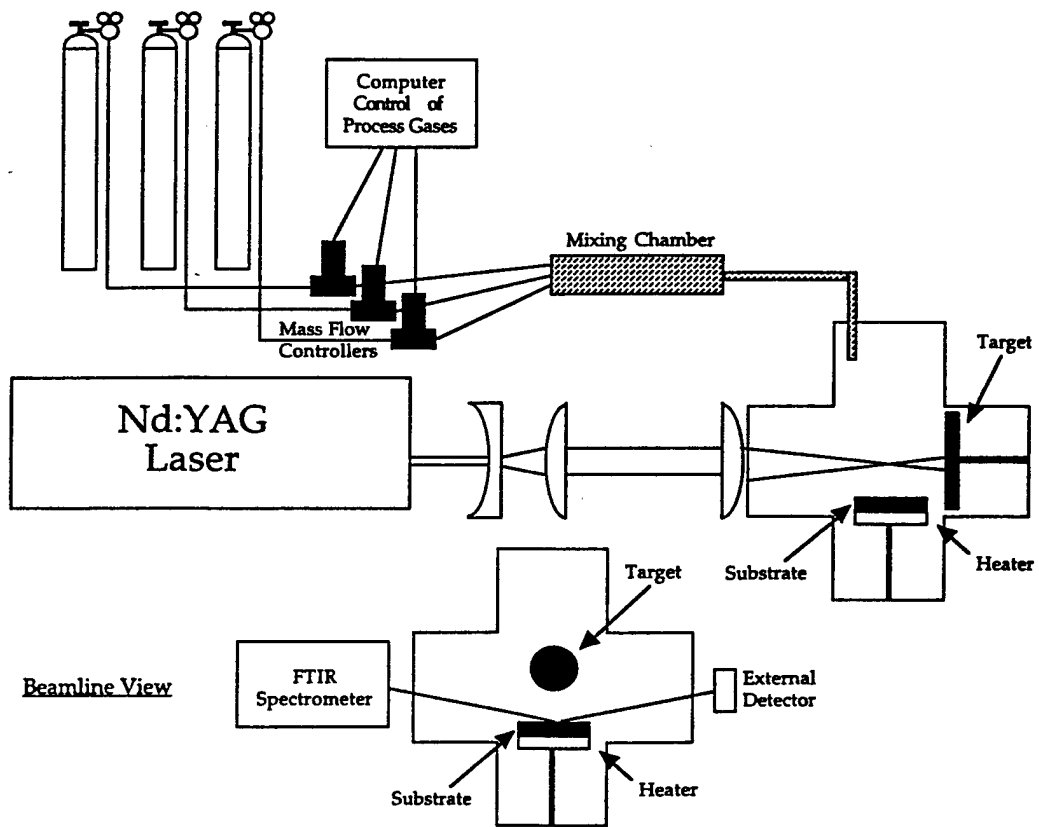 Computer
Control of
Process Gases
Mixing Chamber
Mass Flow
Controllers
Target
Nd:YAG
Laser
Substrate
Heater
Target
Beamline View
FTIR
Spectrometer
External
Detector
Substrate
Heater